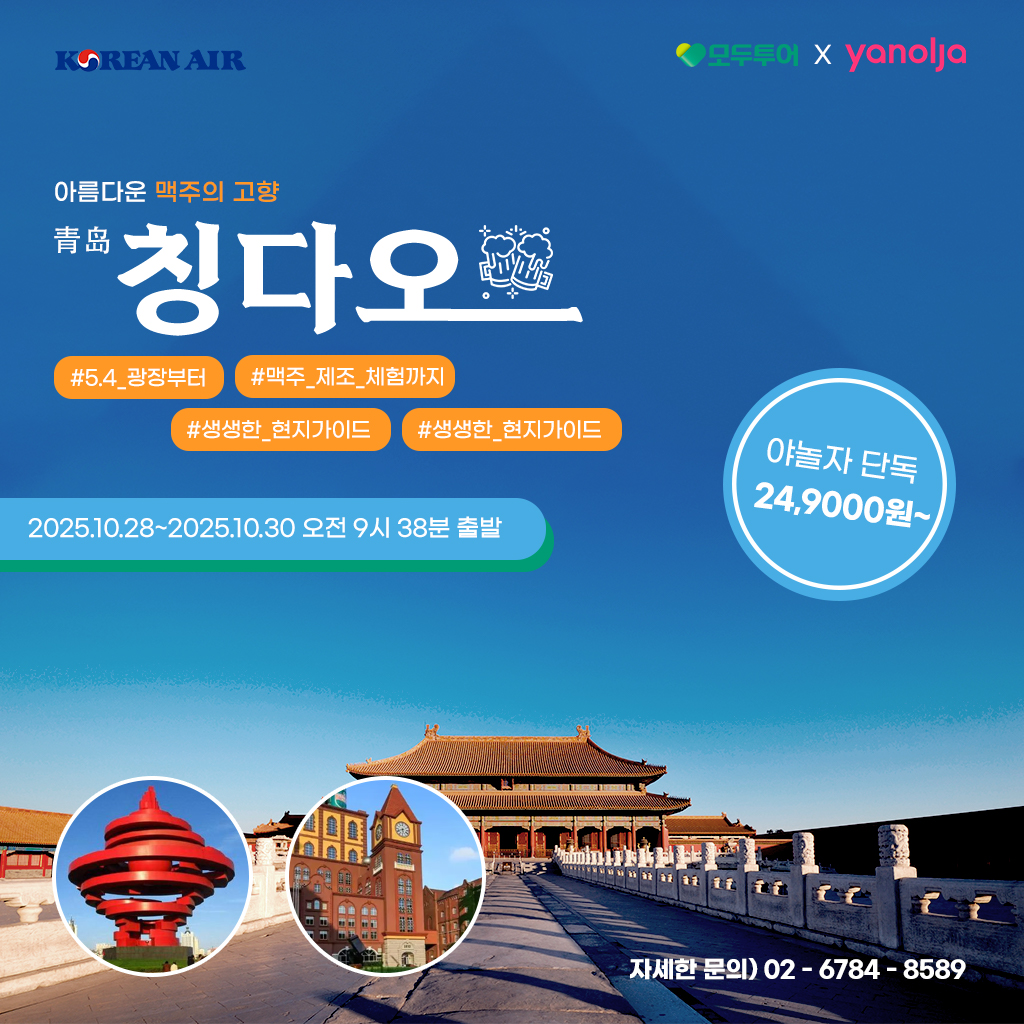 KOREAN AIR
모두투어 X yanolja
아름다운 맥주의 고향
青岛 칭다오
#5.4_광장부터 #맥주_제조_체험까지
#생생한_현지가이드 #생생한_현지가이드
야놀자 단독
24,9000원~
2025.10.28~2025.10.30 오전 9시 38분 출발
자세한 문의) 02 - 6784 - 8589